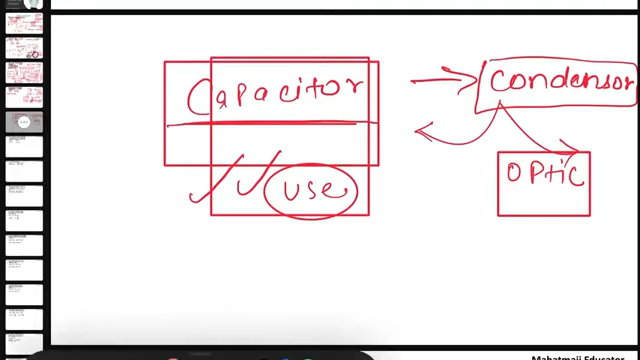 Capacitor
Condensor
Optic
use
Mahatmaji Educator